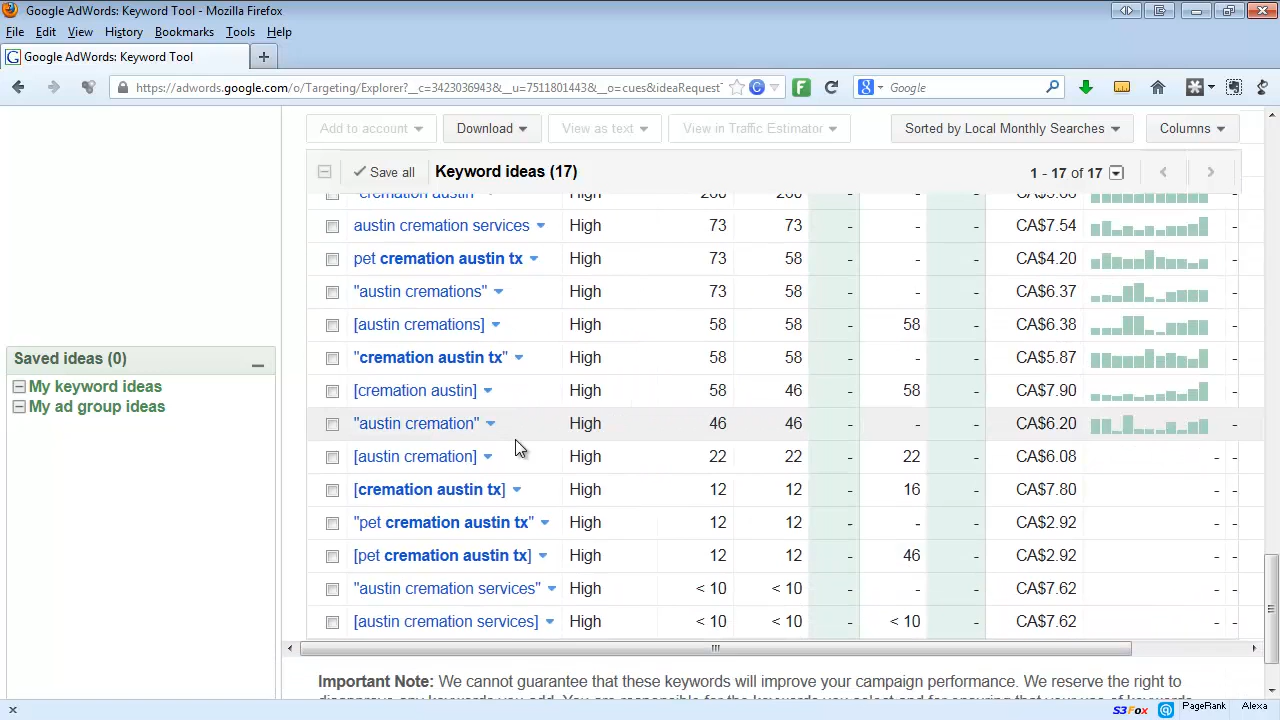 Google AdWords: Keyword Tool - Mozilla Firefox
File Edit View History Bookmarks Tools Help
Google AdWords: Keyword Tool
https://adwords.google.com/o/Targeting/Explorer?__c=3423036943&__u=7511801443&__o=cues&ideaRequest
Google
Add to account Download View as text View in Traffic Estimator Sorted by Local Monthly Searches Columns
Save all Keyword ideas (17) 1 - 17 of 17
"cremation austin"
austin cremation services High 73 73 - - - CA$7.54 -
pet cremation austin tx High 73 58 - - - CA$4.20 -
"austin cremations" High 73 58 - - - CA$6.37 -
[austin cremations] High 58 58 - 58 - CA$6.38 -
"cremation austin tx" High 58 58 - - - CA$5.87 -
[cremation austin] High 58 46 - 58 - CA$7.90 -
"austin cremation" High 46 46 - - - CA$6.20 -
[austin cremation] High 22 22 - 22 - CA$6.08 - -
[cremation austin tx] High 12 12 - 16 - CA$7.80 - -
"pet cremation austin tx" High 12 12 - - - CA$2.92 - -
[pet cremation austin tx] High 12 12 - 46 - CA$2.92 - -
"austin cremation services" High < 10 < 10 - - - CA$7.62 - -
[austin cremation services] High < 10 < 10 - < 10 - CA$7.62 - -
Saved ideas (0)
My keyword ideas
My ad group ideas
Important Note: We cannot guarantee that these keywords will improve your campaign performance. We reserve the right to
S3Fox PageRank Alexa